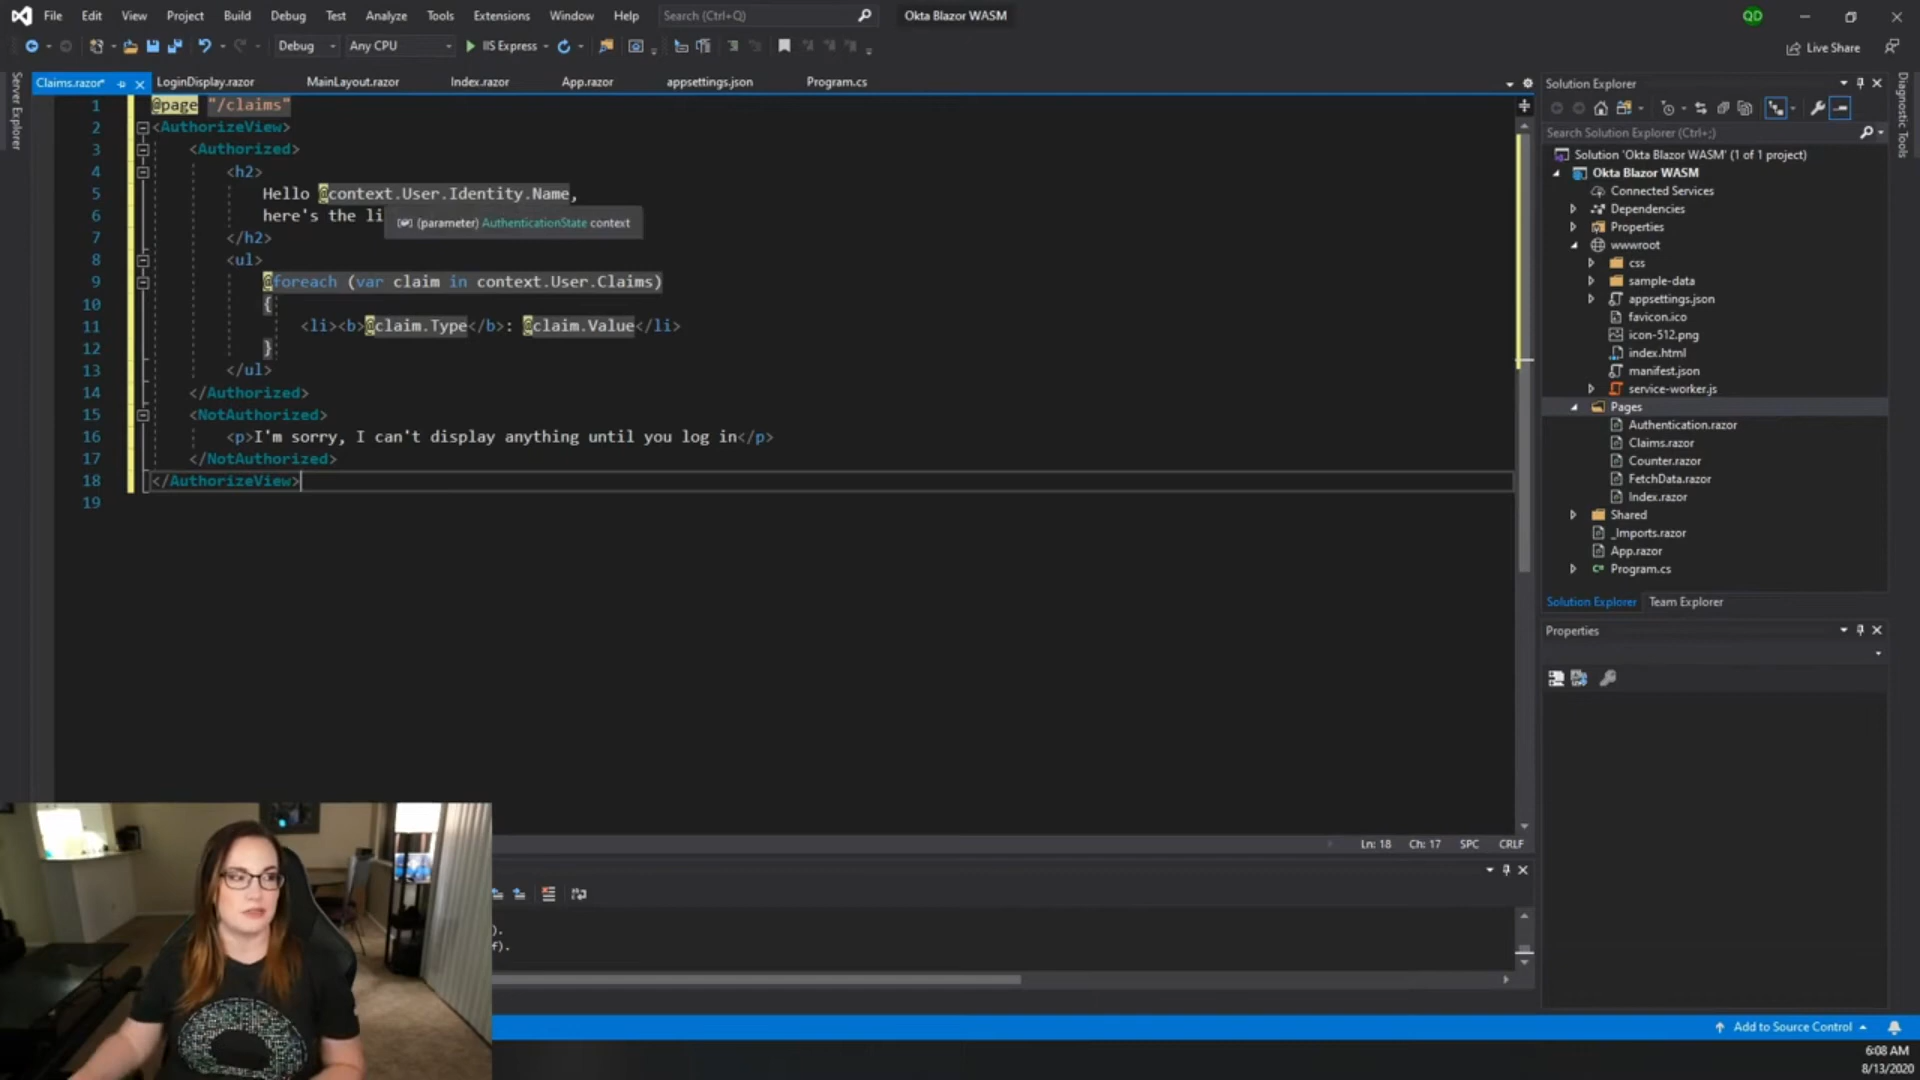 File Edit View Project Build Debug Test Analyze Tools Extensions Window Help Search (Ctrl+Q) Okta Blazor WASM QD
Debug Any CPU IIS Express Live Share
Server Explorer
Claims.razor* LoginDisplay.razor MainLayout.razor Index.razor App.razor appsettings.json Program.cs
1 @page "/claims"
2 <AuthorizeView>
3 <Authorized>
4 <h2>
5 Hello @context.User.Identity.Name,
6 here's the li
(parameter) AuthenticationState context
7 </h2>
8 <ul>
9 @foreach (var claim in context.User.Claims)
10 {
11 <li><b>@claim.Type</b>: @claim.Value</li>
12 }
13 </ul>
14 </Authorized>
15 <NotAuthorized>
16 <p>I'm sorry, I can't display anything until you log in</p>
17 </NotAuthorized>
18 </AuthorizeView>
19
Ln: 18 Ch: 17 SPC CRLF
).
f).
Solution Explorer
Search Solution Explorer (Ctrl+;)
Solution 'Okta Blazor WASM' (1 of 1 project)
Okta Blazor WASM
Connected Services
Dependencies
Properties
wwwroot
css
sample-data
appsettings.json
favicon.ico
icon-512.png
index.html
manifest.json
service-worker.js
Pages
Authentication.razor
Claims.razor
Counter.razor
FetchData.razor
Index.razor
Shared
_Imports.razor
App.razor
Program.cs
Solution Explorer Team Explorer
Properties
Diagnostic Tools
Add to Source Control
6:08 AM
8/13/2020